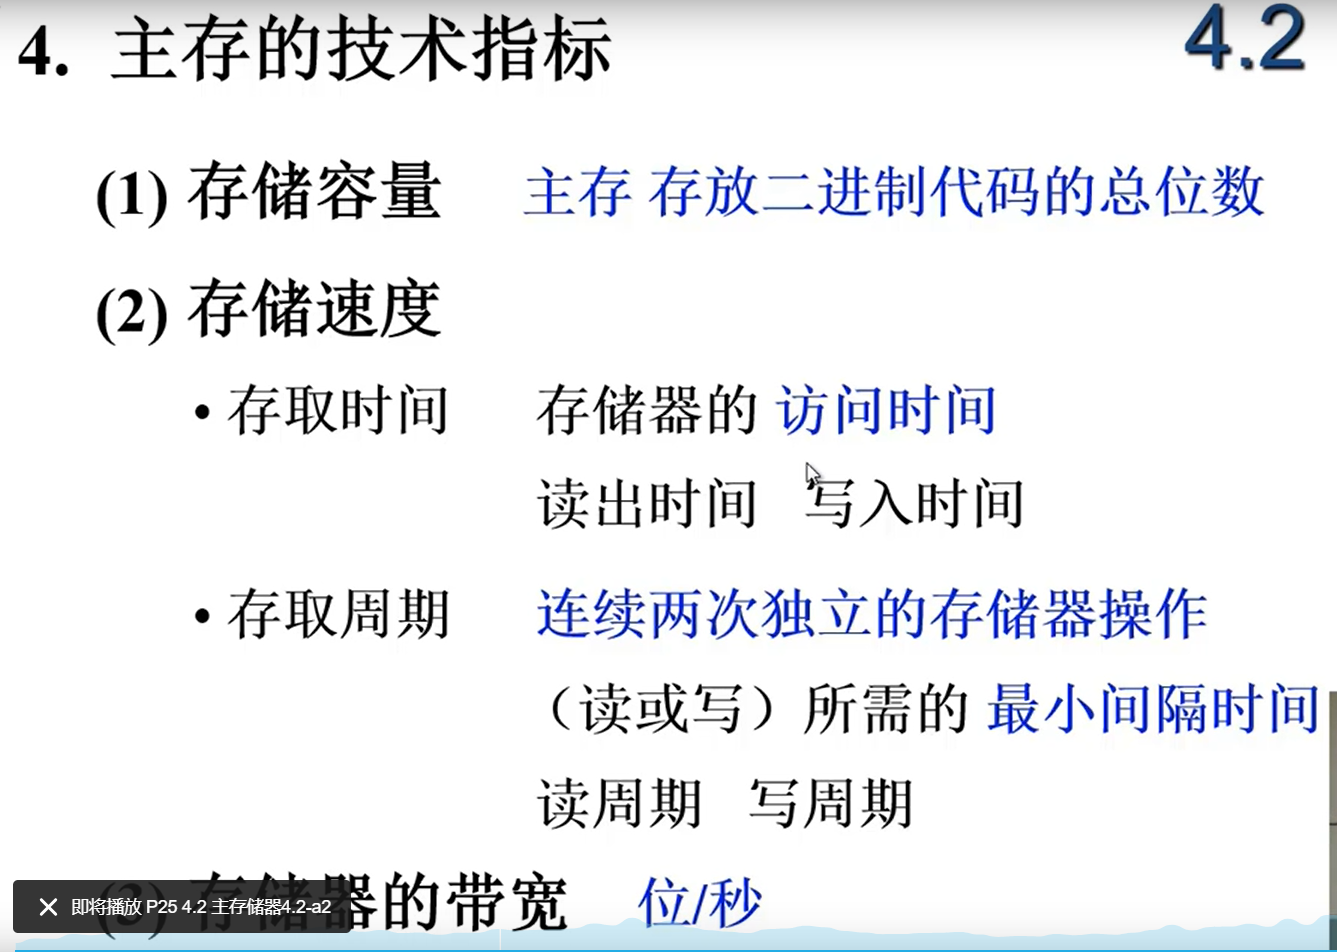 4. 主存的技术指标
4.2
(1) 存储容量 主存 存放二进制代码的总位数
(2) 存储速度
• 存取时间 存储器的 访问时间
读出时间 写入时间
• 存取周期 连续两次独立的存储器操作
（读或写）所需的 最小间隔时间
读周期 写周期
(3) 存储器的带宽 位/秒
即将播放 P25 4.2 主存储器4.2-a2